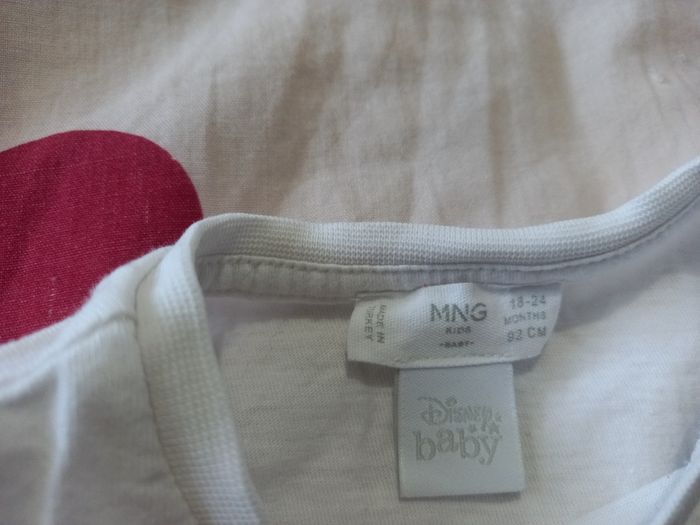 MADE IN
TURKEY
MNG
KIDS
-BABY-
18-24
MONTHS
92 CM
Disney
baby